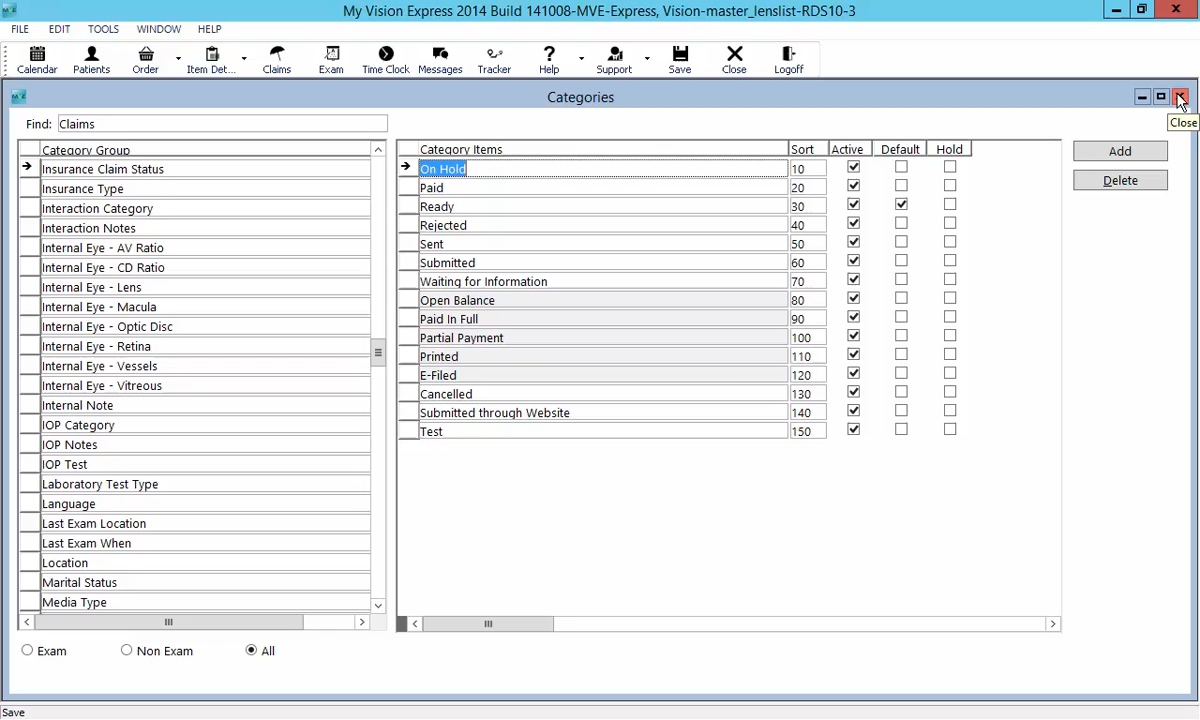 My Vision Express 2014 Build 141008-MVE-Express, Vision-master_lenslist-RDS10-3
FILE EDIT TOOLS WINDOW HELP
Calendar Patients Order Item Det... Claims Exam Time Clock Messages Tracker Help Support Save Close Logoff
Categories
Close
Find: Claims
Category Group
Insurance Claim Status
Insurance Type
Interaction Category
Interaction Notes
Internal Eye - AV Ratio
Internal Eye - CD Ratio
Internal Eye - Lens
Internal Eye - Macula
Internal Eye - Optic Disc
Internal Eye - Retina
Internal Eye - Vessels
Internal Eye - Vitreous
Internal Note
IOP Category
IOP Notes
IOP Test
Laboratory Test Type
Language
Last Exam Location
Last Exam When
Location
Marital Status
Media Type
Category Items Sort Active Default Hold
On Hold 10
Paid 20
Ready 30
Rejected 40
Sent 50
Submitted 60
Waiting for Information 70
Open Balance 80
Paid In Full 90
Partial Payment 100
Printed 110
E-Filed 120
Cancelled 130
Submitted through Website 140
Test 150
Add
Delete
Exam Non Exam All
Save